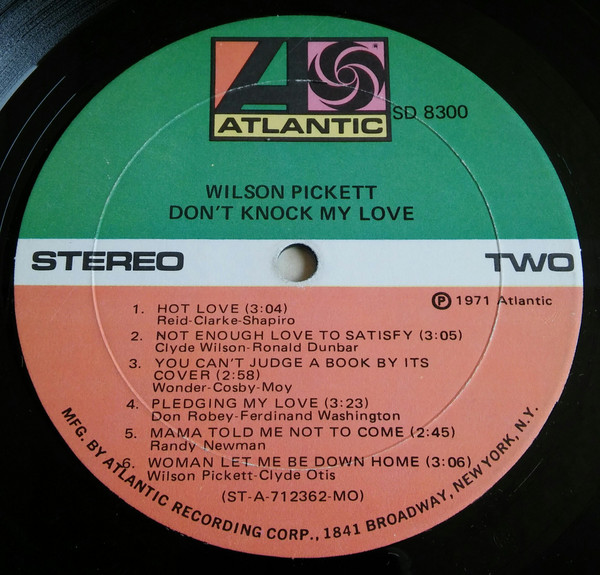 ATLANTIC
SD 8300
WILSON PICKETT
DON'T KNOCK MY LOVE
STEREO
TWO
Ⓟ 1971 Atlantic
1. HOT LOVE (3:04)
Reid-Clarke-Shapiro
2. NOT ENOUGH LOVE TO SATISFY (3:05)
Clyde Wilson-Ronald Dunbar
3. YOU CAN'T JUDGE A BOOK BY ITS
COVER (2:58)
Wonder-Cosby-Moy
4. PLEDGING MY LOVE (3:23)
Don Robey-Ferdinand Washington
5. MAMA TOLD ME NOT TO COME (2:45)
Randy Newman
6. WOMAN LET ME BE DOWN HOME (3:06)
Wilson Pickett-Clyde Otis
(ST-A-712362-MO)
MFG. BY ATLANTIC RECORDING CORP., 1841 BROADWAY, NEW YORK, N.Y.